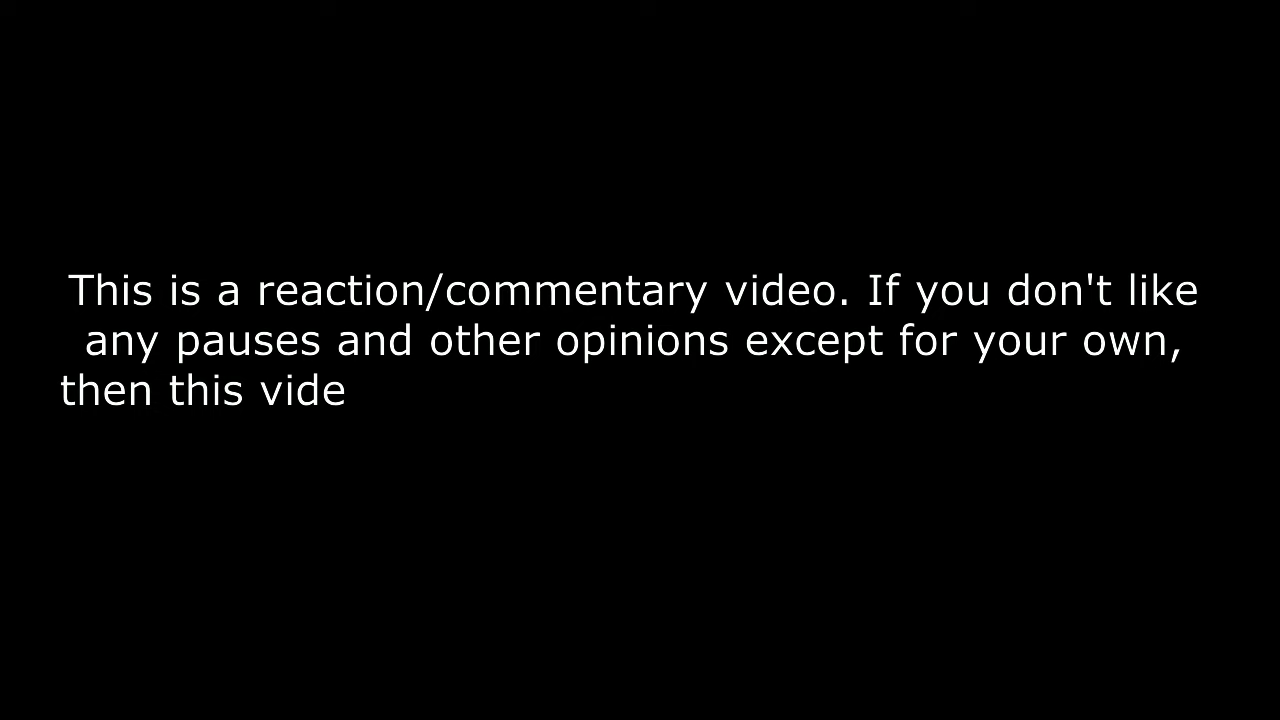 This is a reaction/commentary video. If you don't like
any pauses and other opinions except for your own,
then this vide